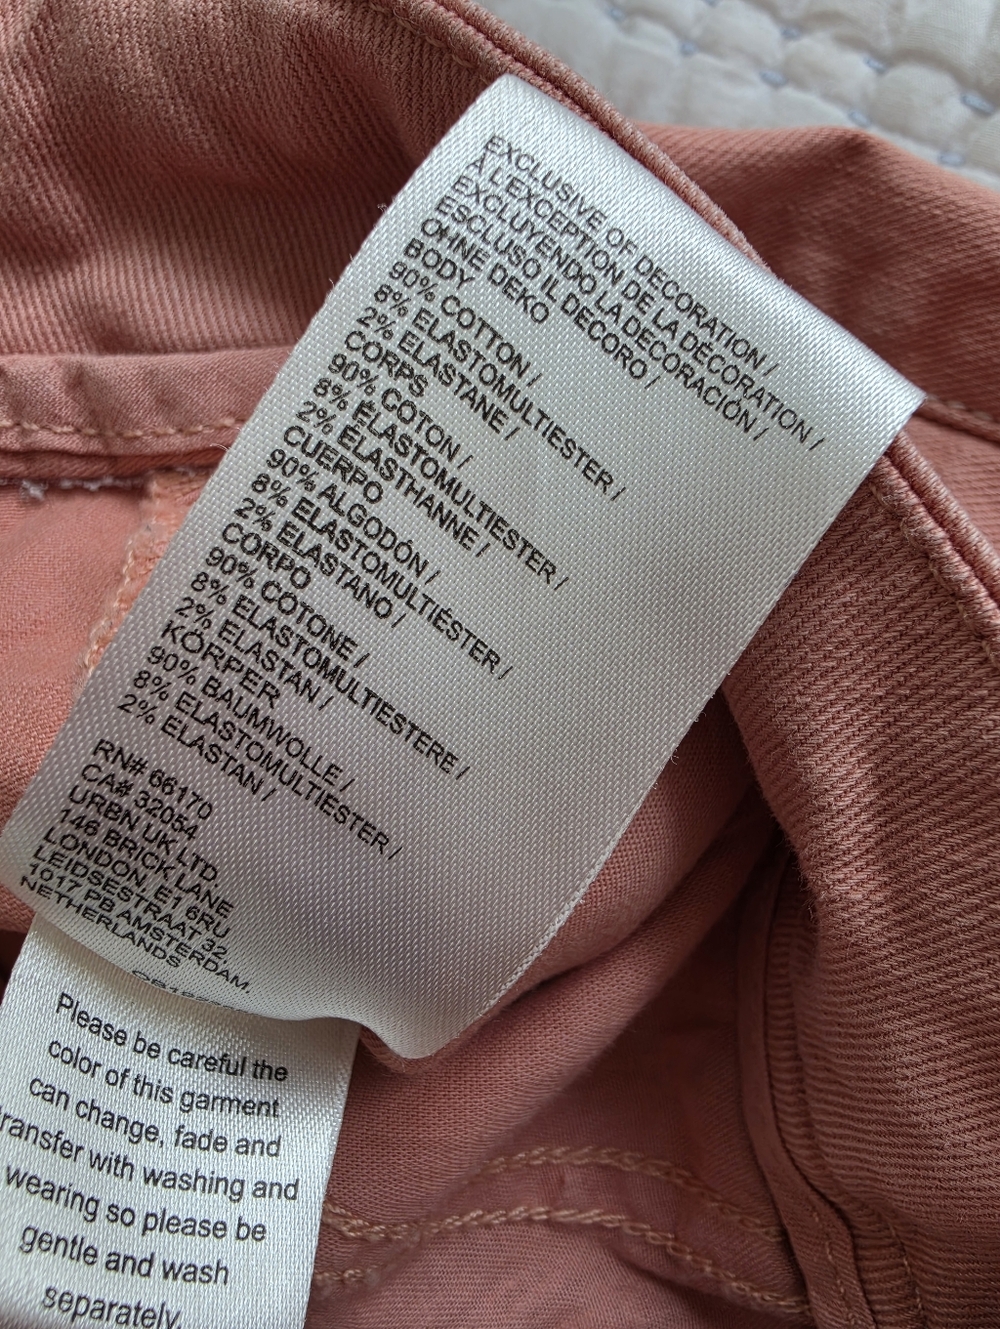 EXCLUSIVE OF DECORATION /
À L'EXCEPTION DE LA DÉCORATION /
EXCLUYENDO LA DECORACIÓN /
ESCLUSO IL DECORO /
OHNE DEKO
BODY
90% COTTON /
8% ELASTOMULTIESTER /
2% ELASTANE /
CORPS
90% COTON /
8% ÉLASTOMULTIESTER /
2% ÉLASTHANNE /
CUERPO
90% ALGODÓN /
8% ELASTOMULTIÉSTER /
2% ELASTANO /
CORPO
90% COTONE /
8% ELASTOMULTIESTERE /
2% ELASTAN /
KÖRPER
90% BAUMWOLLE /
8% ELASTOMULTIESTER /
2% ELASTAN /
RN# 66170
CA# 32054
URBN UK LTD
146 BRICK LANE
LONDON, E1 6RU
LEIDSESTRAAT 32
1017 PB AMSTERDAM.
NETHERLANDS
Please be careful the
color of this garment
can change, fade and
transfer with washing and
wearing so please be
gentle and wash
separately.